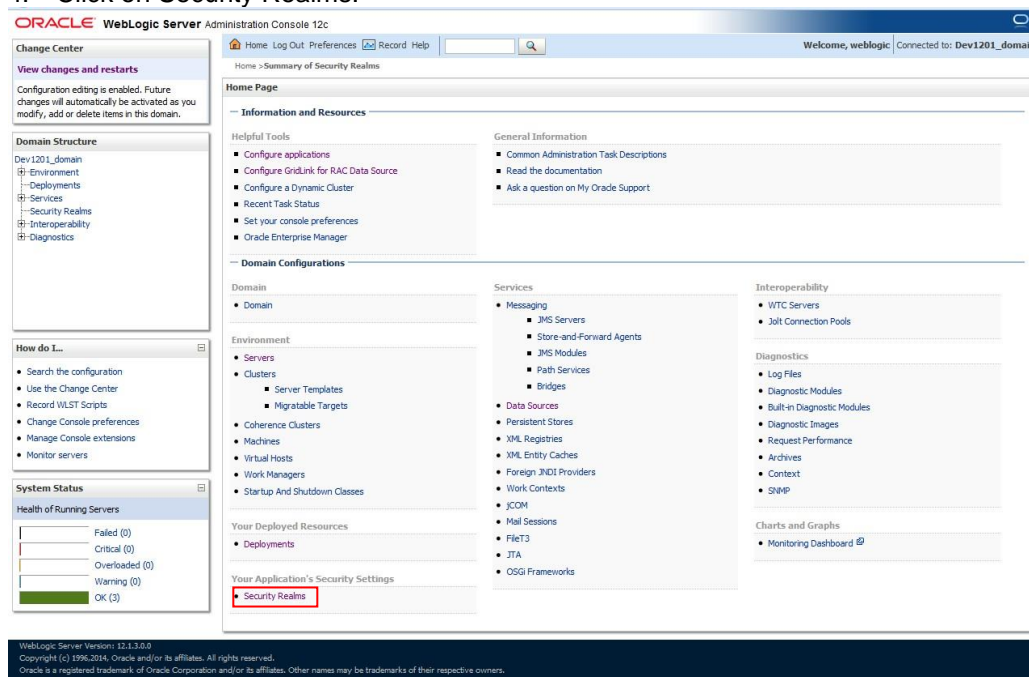 Click on Security Realms.
ORACLE WebLogic Server Administration Console 12c
Change Center
View changes and restarts
Configuration editing is enabled. Future
changes will automatically be activated as you
modify, add or delete items in this domain.
Domain Structure
Dev1201_domain
Environment
Deployments
Services
Security Realms
Interoperability
Diagnostics
How do I...
Search the configuration
Use the Change Center
Record WLST Scripts
Change Console preferences
Manage Console extensions
Monitor servers
System Status
Health of Running Servers
Failed (0)
Critical (0)
Overloaded (0)
Warning (0)
OK (3)
Home Log Out Preferences Record Help
Welcome, weblogic Connected to: Dev1201_domai
Home >Summary of Security Realms
Home Page
Information and Resources
Helpful Tools
Configure applications
Configure GridLink for RAC Data Source
Configure a Dynamic Cluster
Recent Task Status
Set your console preferences
Oracle Enterprise Manager
General Information
Common Administration Task Descriptions
Read the documentation
Ask a question on My Oracle Support
Domain Configurations
Domain
Domain
Environment
Servers
Clusters
Server Templates
Migratable Targets
Coherence Clusters
Machines
Virtual Hosts
Work Managers
Startup And Shutdown Classes
Your Deployed Resources
Deployments
Your Application's Security Settings
Security Realms
Services
Messaging
JMS Servers
Store-and-Forward Agents
JMS Modules
Path Services
Bridges
Data Sources
Persistent Stores
XML Registries
XML Entity Caches
Foreign JNDI Providers
Work Contexts
jCOM
Mail Sessions
FileT3
JTA
OSGi Frameworks
Interoperability
WTC Servers
Jolt Connection Pools
Diagnostics
Log Files
Diagnostic Modules
Built-in Diagnostic Modules
Diagnostic Images
Request Performance
Archives
Context
SNMP
Charts and Graphs
Monitoring Dashboard
WebLogic Server Version: 12.1.3.0.0
Copyright (c) 1996,2014, Oracle and/or its affiliates. All rights reserved.
Oracle is a registered trademark of Oracle Corporation and/or its affiliates. Other names may be trademarks of their respective owners.